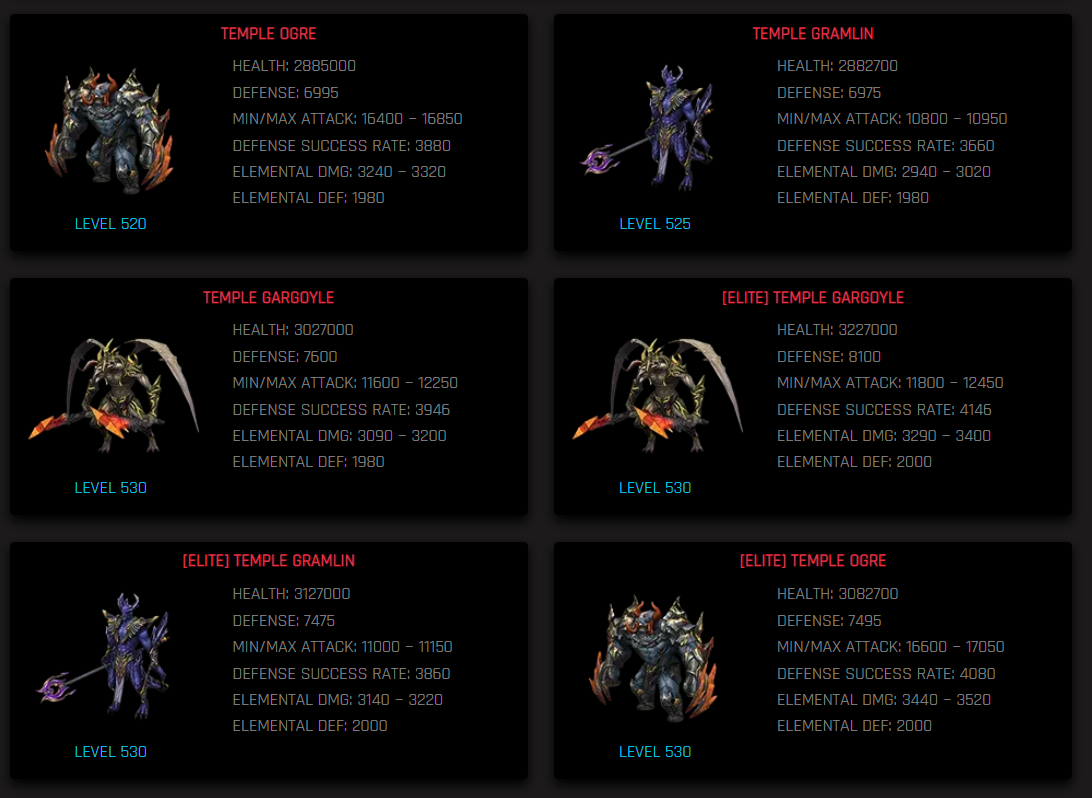 TEMPLE OGRE
HEALTH: 2885000
DEFENSE: 6995
MIN/MAX ATTACK: 16400 – 16850
DEFENSE SUCCESS RATE: 3880
ELEMENTAL DMG: 3240 – 3320
ELEMENTAL DEF: 1980
LEVEL 520
TEMPLE GRAMLIN
HEALTH: 2882700
DEFENSE: 6975
MIN/MAX ATTACK: 10800 – 10950
DEFENSE SUCCESS RATE: 3660
ELEMENTAL DMG: 2940 – 3020
ELEMENTAL DEF: 1980
LEVEL 525
TEMPLE GARGOYLE
HEALTH: 3027000
DEFENSE: 7600
MIN/MAX ATTACK: 11600 – 12250
DEFENSE SUCCESS RATE: 3946
ELEMENTAL DMG: 3090 – 3200
ELEMENTAL DEF: 1980
LEVEL 530
[ELITE] TEMPLE GARGOYLE
HEALTH: 3227000
DEFENSE: 8100
MIN/MAX ATTACK: 11800 – 12450
DEFENSE SUCCESS RATE: 4146
ELEMENTAL DMG: 3290 – 3400
ELEMENTAL DEF: 2000
LEVEL 530
[ELITE] TEMPLE GRAMLIN
HEALTH: 3127000
DEFENSE: 7475
MIN/MAX ATTACK: 11000 – 11150
DEFENSE SUCCESS RATE: 3860
ELEMENTAL DMG: 3140 – 3220
ELEMENTAL DEF: 2000
LEVEL 530
[ELITE] TEMPLE OGRE
HEALTH: 3082700
DEFENSE: 7495
MIN/MAX ATTACK: 16600 – 17050
DEFENSE SUCCESS RATE: 4080
ELEMENTAL DMG: 3440 – 3520
ELEMENTAL DEF: 2000
LEVEL 530